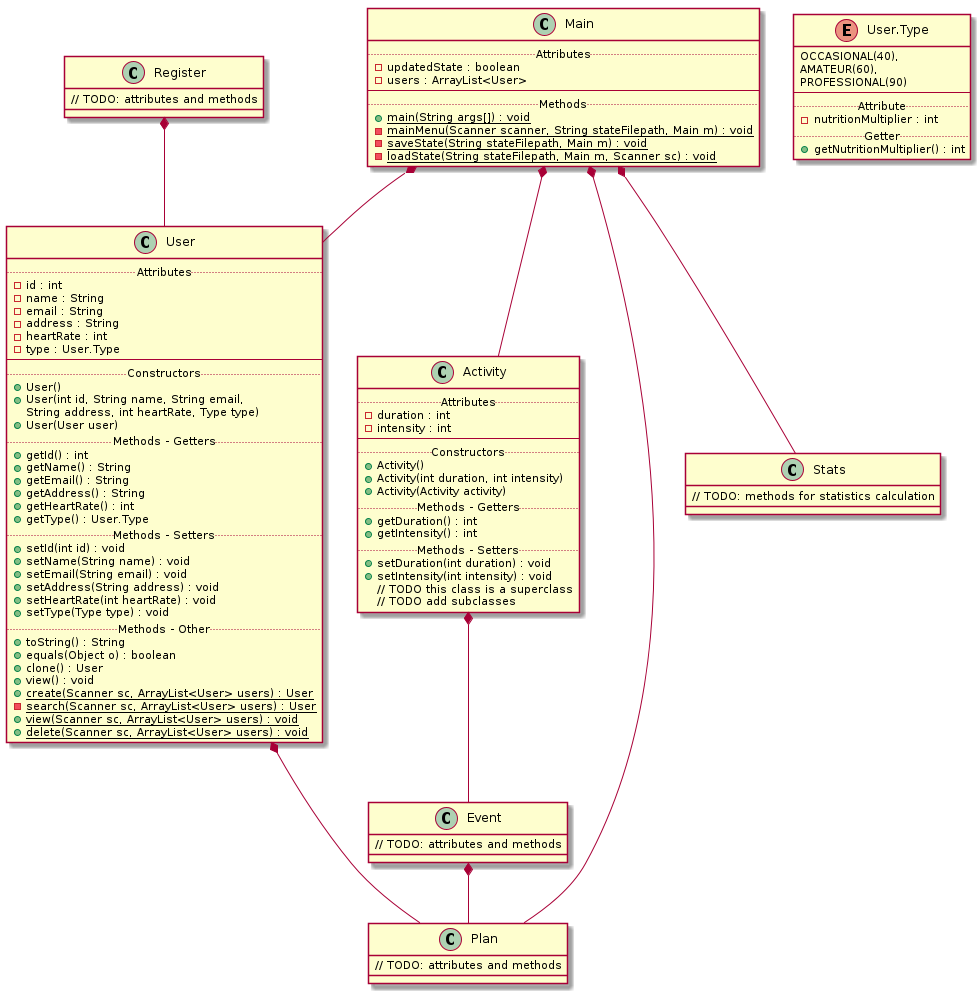 C Main
Attributes
updatedState : boolean
users : ArrayList<User>
Methods
main(String args[]) : void
mainMenu(Scanner scanner, String stateFilepath, Main m) : void
saveState(String stateFilepath, Main m) : void
loadState(String stateFilepath, Main m, Scanner sc) : void
E User.Type
OCCASIONAL(40),
AMATEUR(60),
PROFESSIONAL(90)
Attribute
nutritionMultiplier : int
Getter
getNutritionMultiplier() : int
C Register
// TODO: attributes and methods
C User
Attributes
id : int
name : String
email : String
address : String
heartRate : int
type : User.Type
Constructors
User()
User(int id, String name, String email,
String address, int heartRate, Type type)
User(User user)
Methods - Getters
getId() : int
getName() : String
getEmail() : String
getAddress() : String
getHeartRate() : int
getType() : User.Type
Methods - Setters
setId(int id) : void
setName(String name) : void
setEmail(String email) : void
setAddress(String address) : void
setHeartRate(int heartRate) : void
setType(Type type) : void
Methods - Other
toString() : String
equals(Object o) : boolean
clone() : User
view() : void
create(Scanner sc, ArrayList<User> users) : User
search(Scanner sc, ArrayList<User> users) : User
view(Scanner sc, ArrayList<User> users) : void
delete(Scanner sc, ArrayList<User> users) : void
C Activity
Attributes
duration : int
intensity : int
Constructors
Activity()
Activity(int duration, int intensity)
Activity(Activity activity)
Methods - Getters
getDuration() : int
getIntensity() : int
Methods - Setters
setDuration(int duration) : void
setIntensity(int intensity) : void
// TODO this class is a superclass
// TODO add subclasses
C Stats
// TODO: methods for statistics calculation
C Event
// TODO: attributes and methods
C Plan
// TODO: attributes and methods